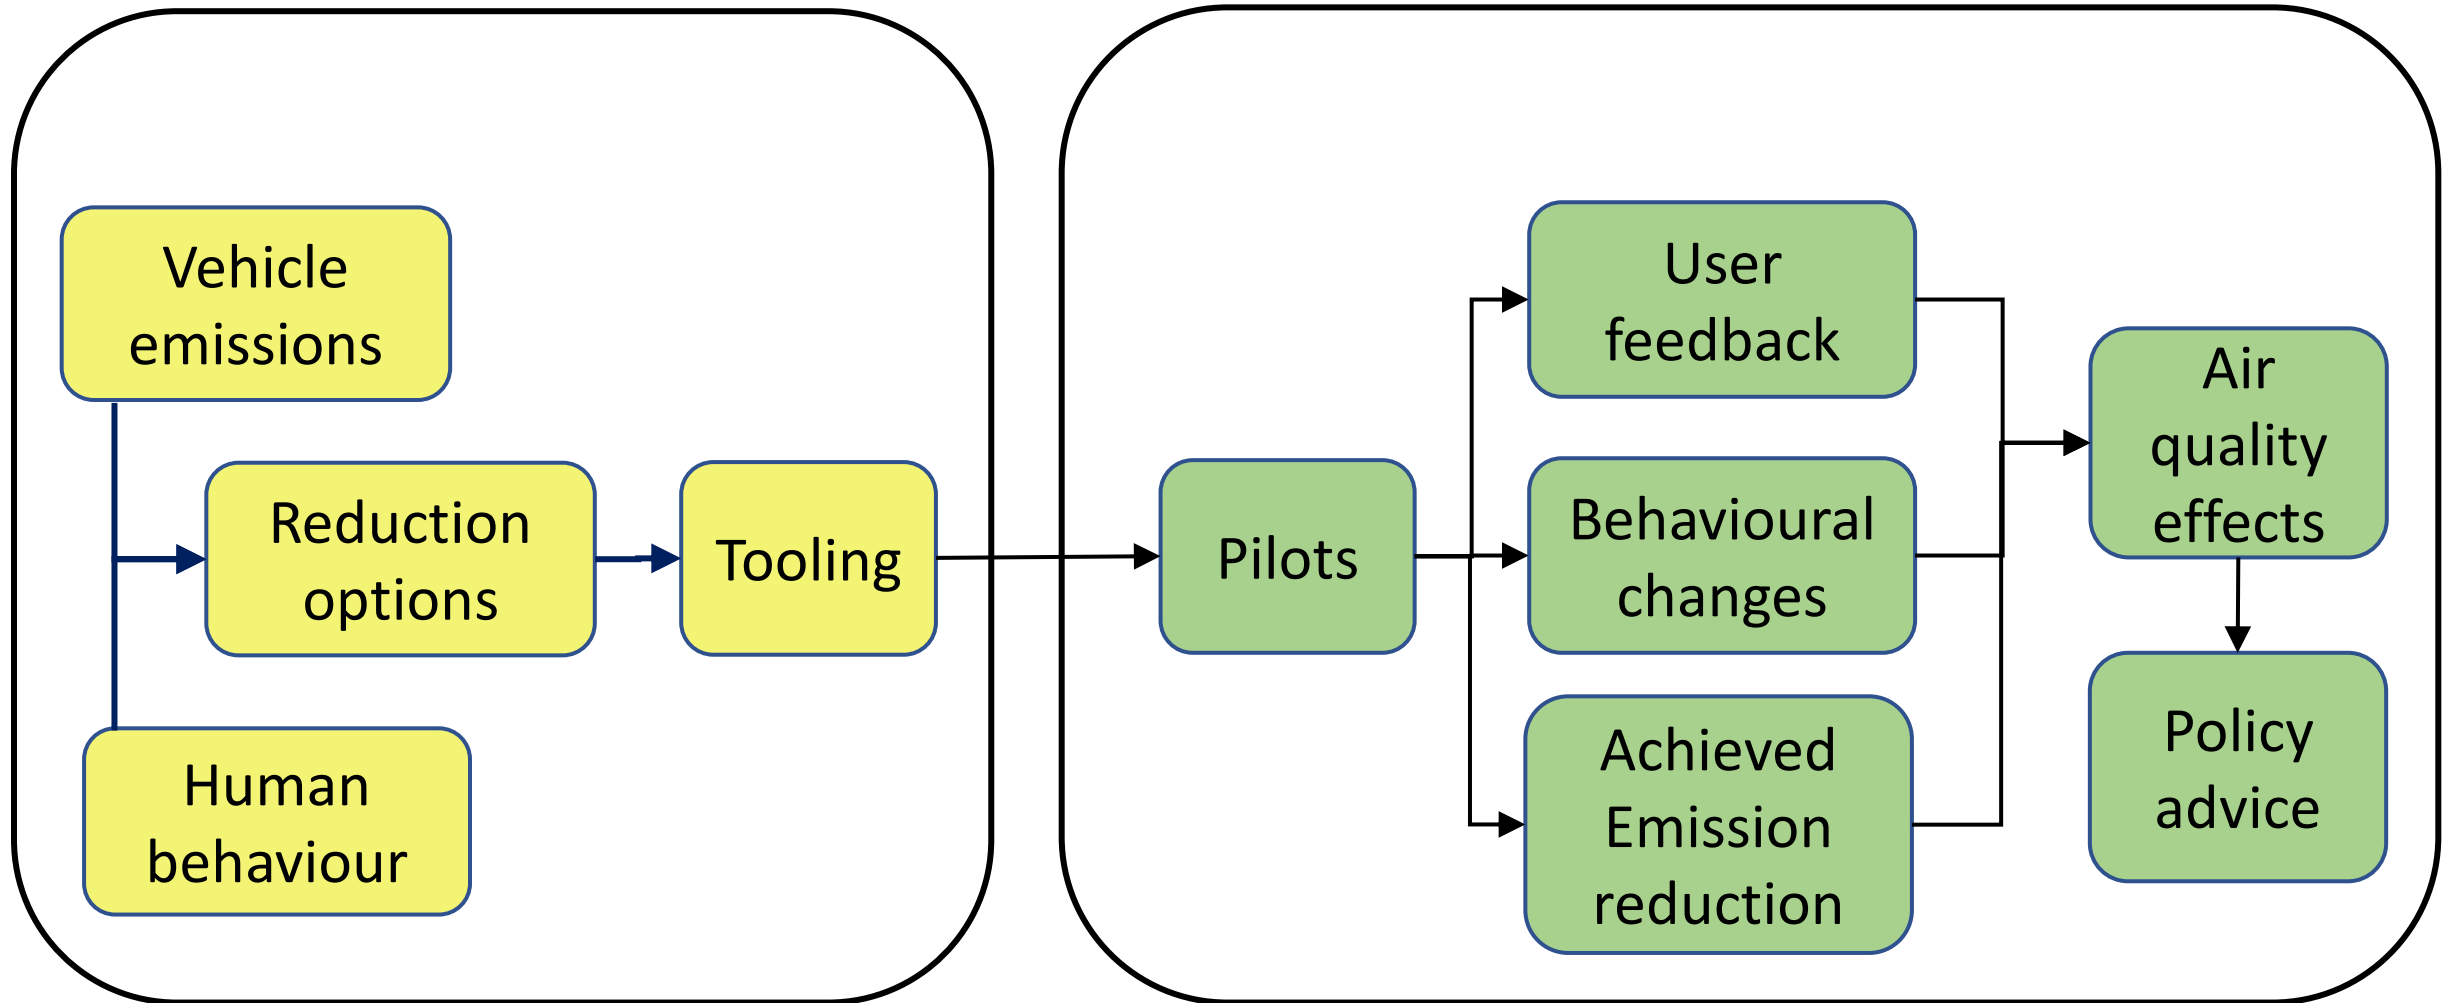 Vehicle
emissions
Reduction
options
Human
behaviour
Tooling
Pilots
User
feedback
Behavioural
changes
Achieved
Emission
reduction
Air
quality
effects
Policy
advice